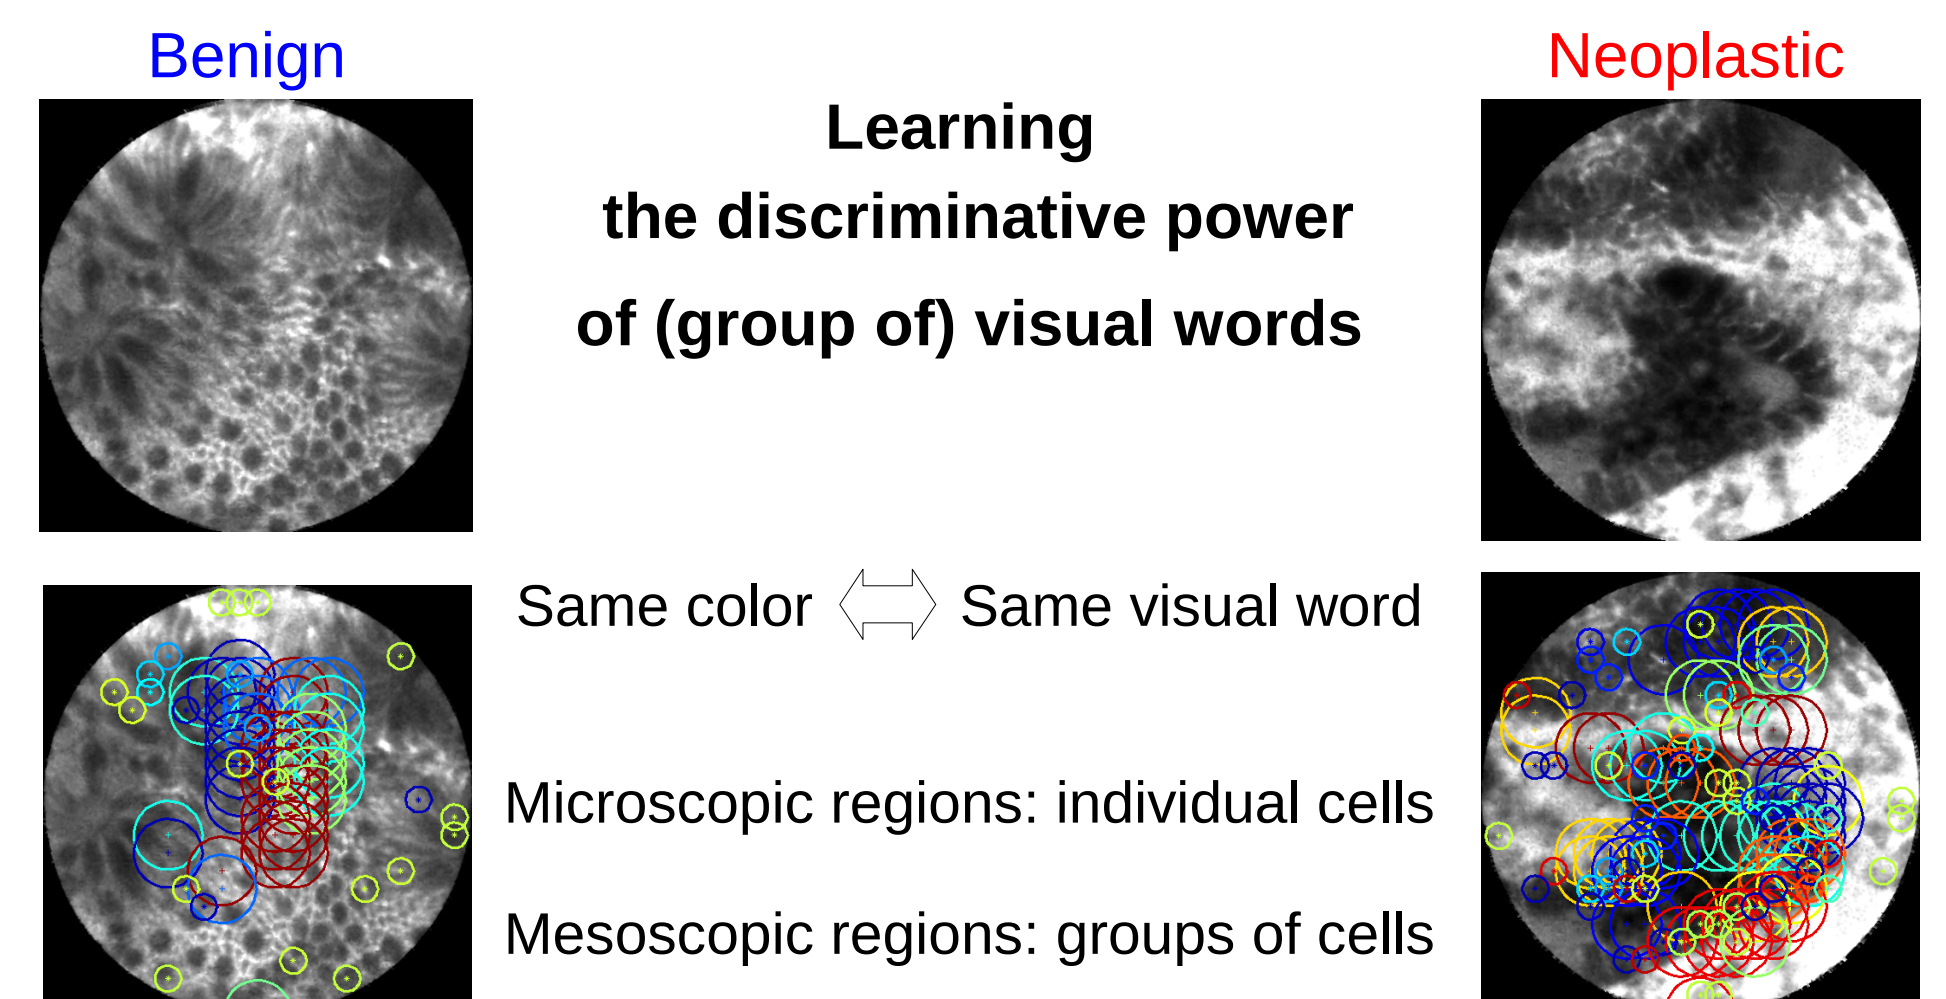 Benign
Neoplastic
Learning
the discriminative power
of (group of) visual words
Same color Same visual word
Microscopic regions: individual cells
Mesoscopic regions: groups of cells